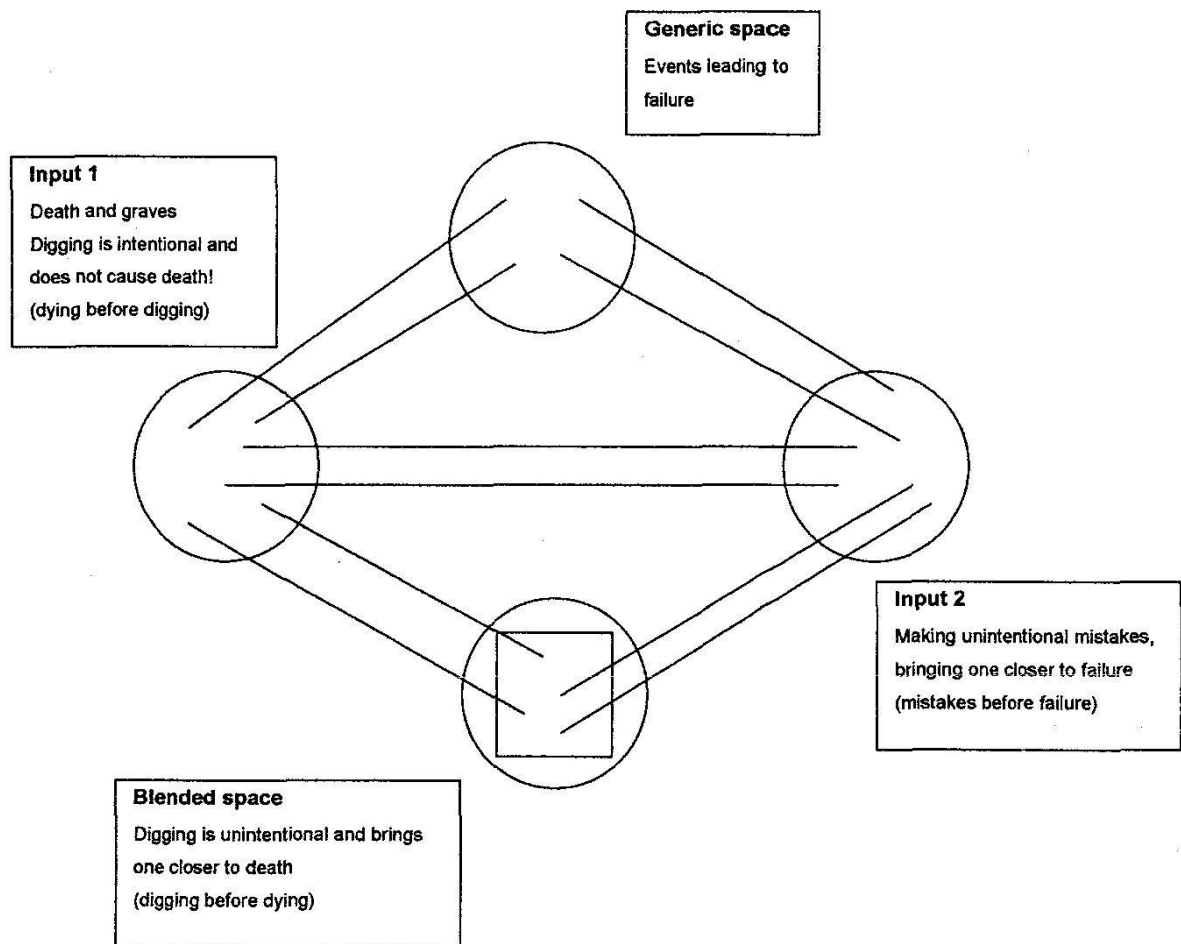 Generic space
Events leading to
failure
Input 1
Death and graves
Digging is intentional and
does not cause death!
(dying before digging)
Input 2
Making unintentional mistakes,
bringing one closer to failure
(mistakes before failure)
Blended space
Digging is unintentional and brings
one closer to death
(digging before dying)